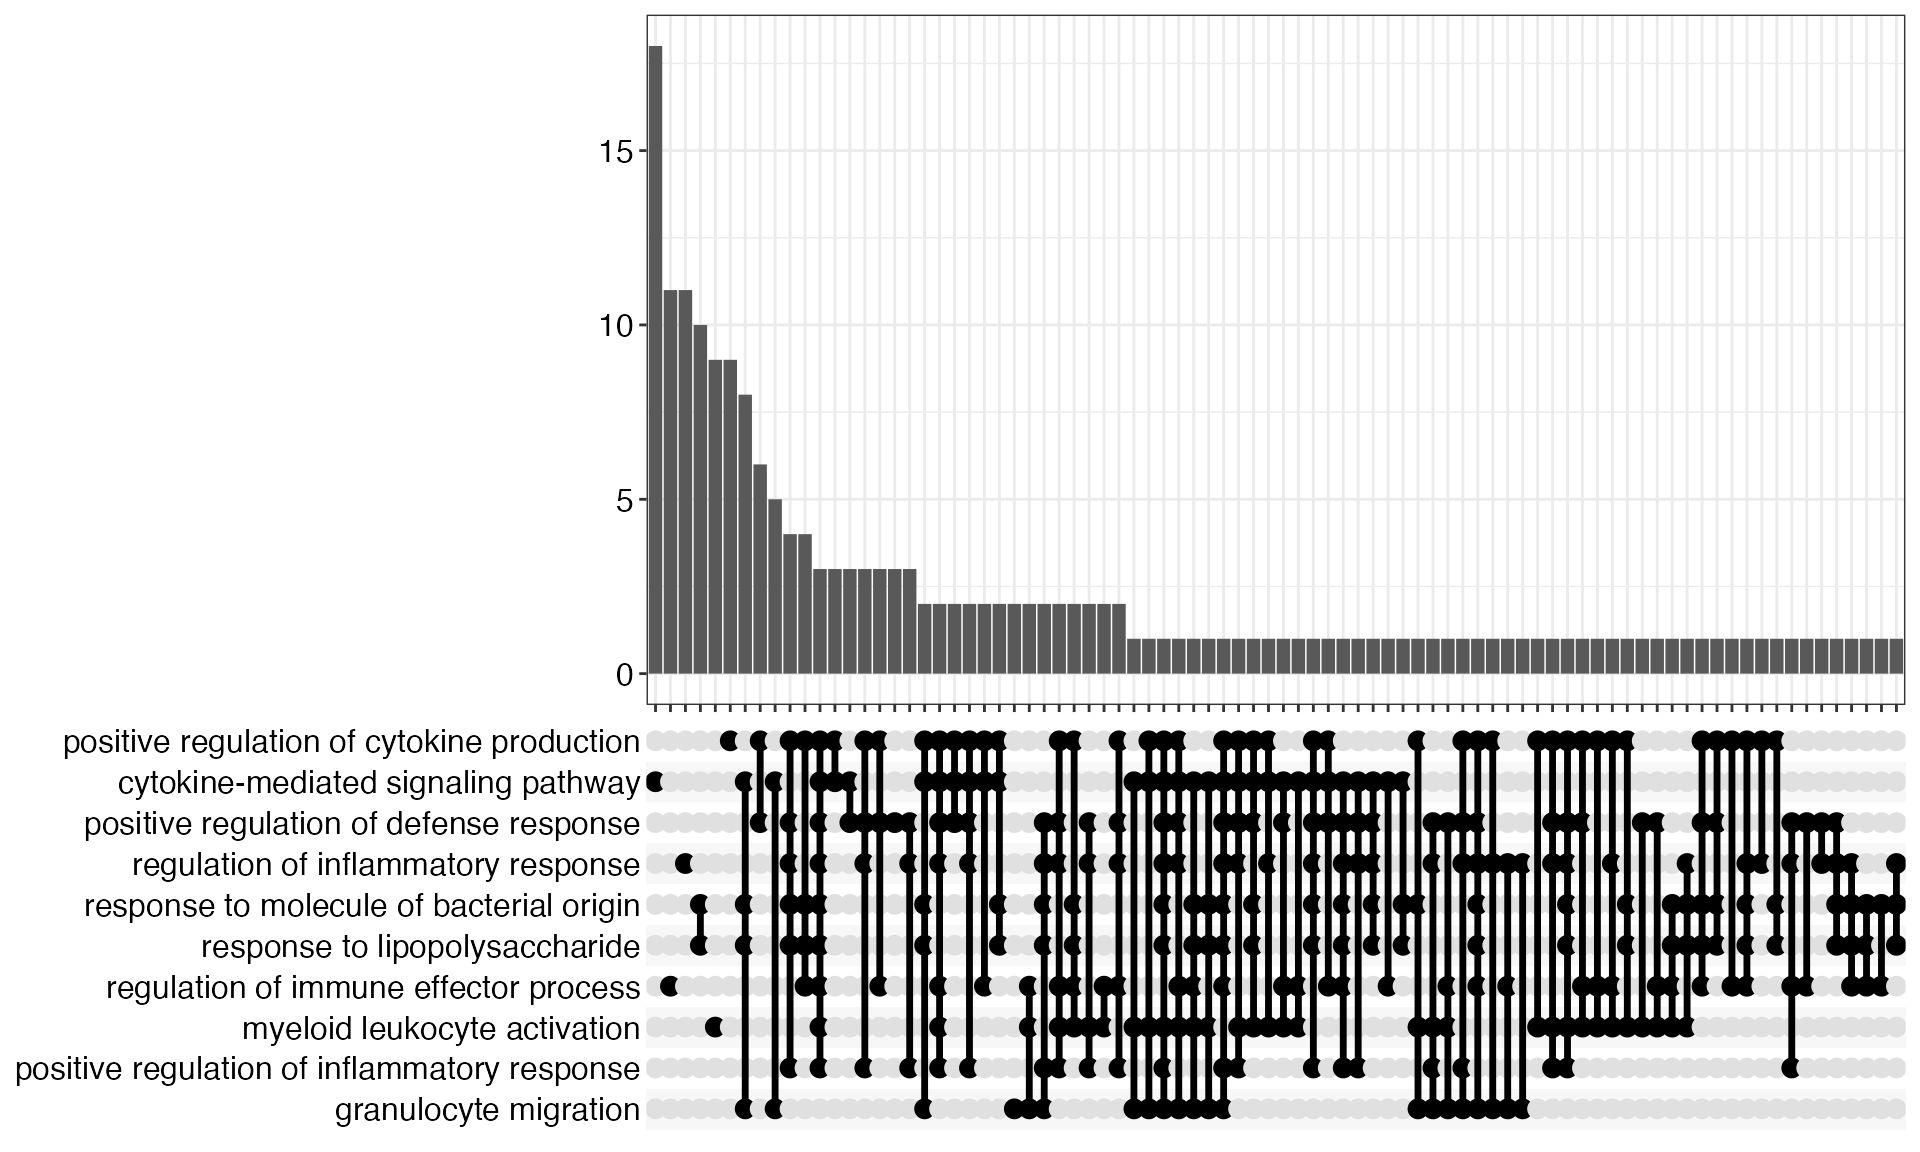 15
10
5
0
positive regulation of cytokine production
cytokine-mediated signaling pathway
positive regulation of defense response
regulation of inflammatory response
response to molecule of bacterial origin
response to lipopolysaccharide
regulation of immune effector process
myeloid leukocyte activation
positive regulation of inflammatory response
granulocyte migration